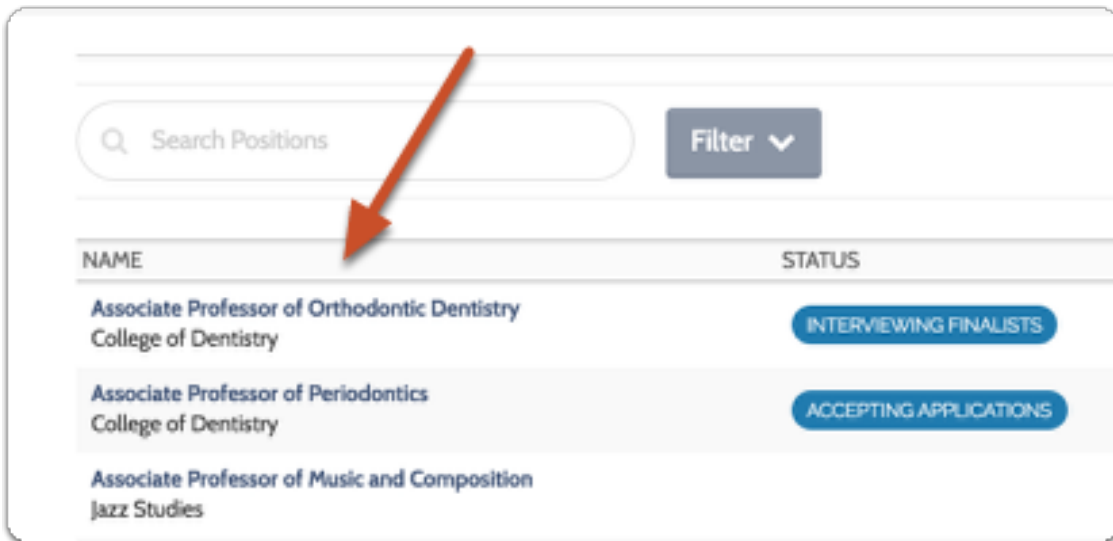 Search Positions
Filter
NAME STATUS
Associate Professor of Orthodontic Dentistry
College of Dentistry
INTERVIEWING FINALISTS
Associate Professor of Periodontics
College of Dentistry
ACCEPTING APPLICATIONS
Associate Professor of Music and Composition
Jazz Studies